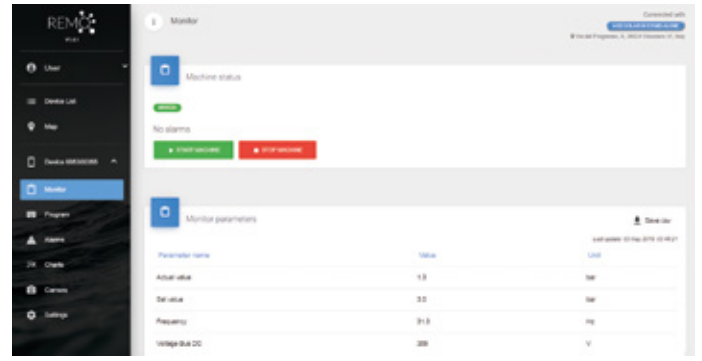 REMO
Monitor
Connected with
User
Machine status
Device List
Map
No alarms
START MACHINE
STOP MACHINE
Device
Monitor
Program
Monitor parameters
Save csv
Alarms
Parameter name
Value
Unit
Charts
Actual value
1.3
bar
Camera
Set value
3.0
bar
Settings
Frequency
Hz
Voltage Bus DC
V